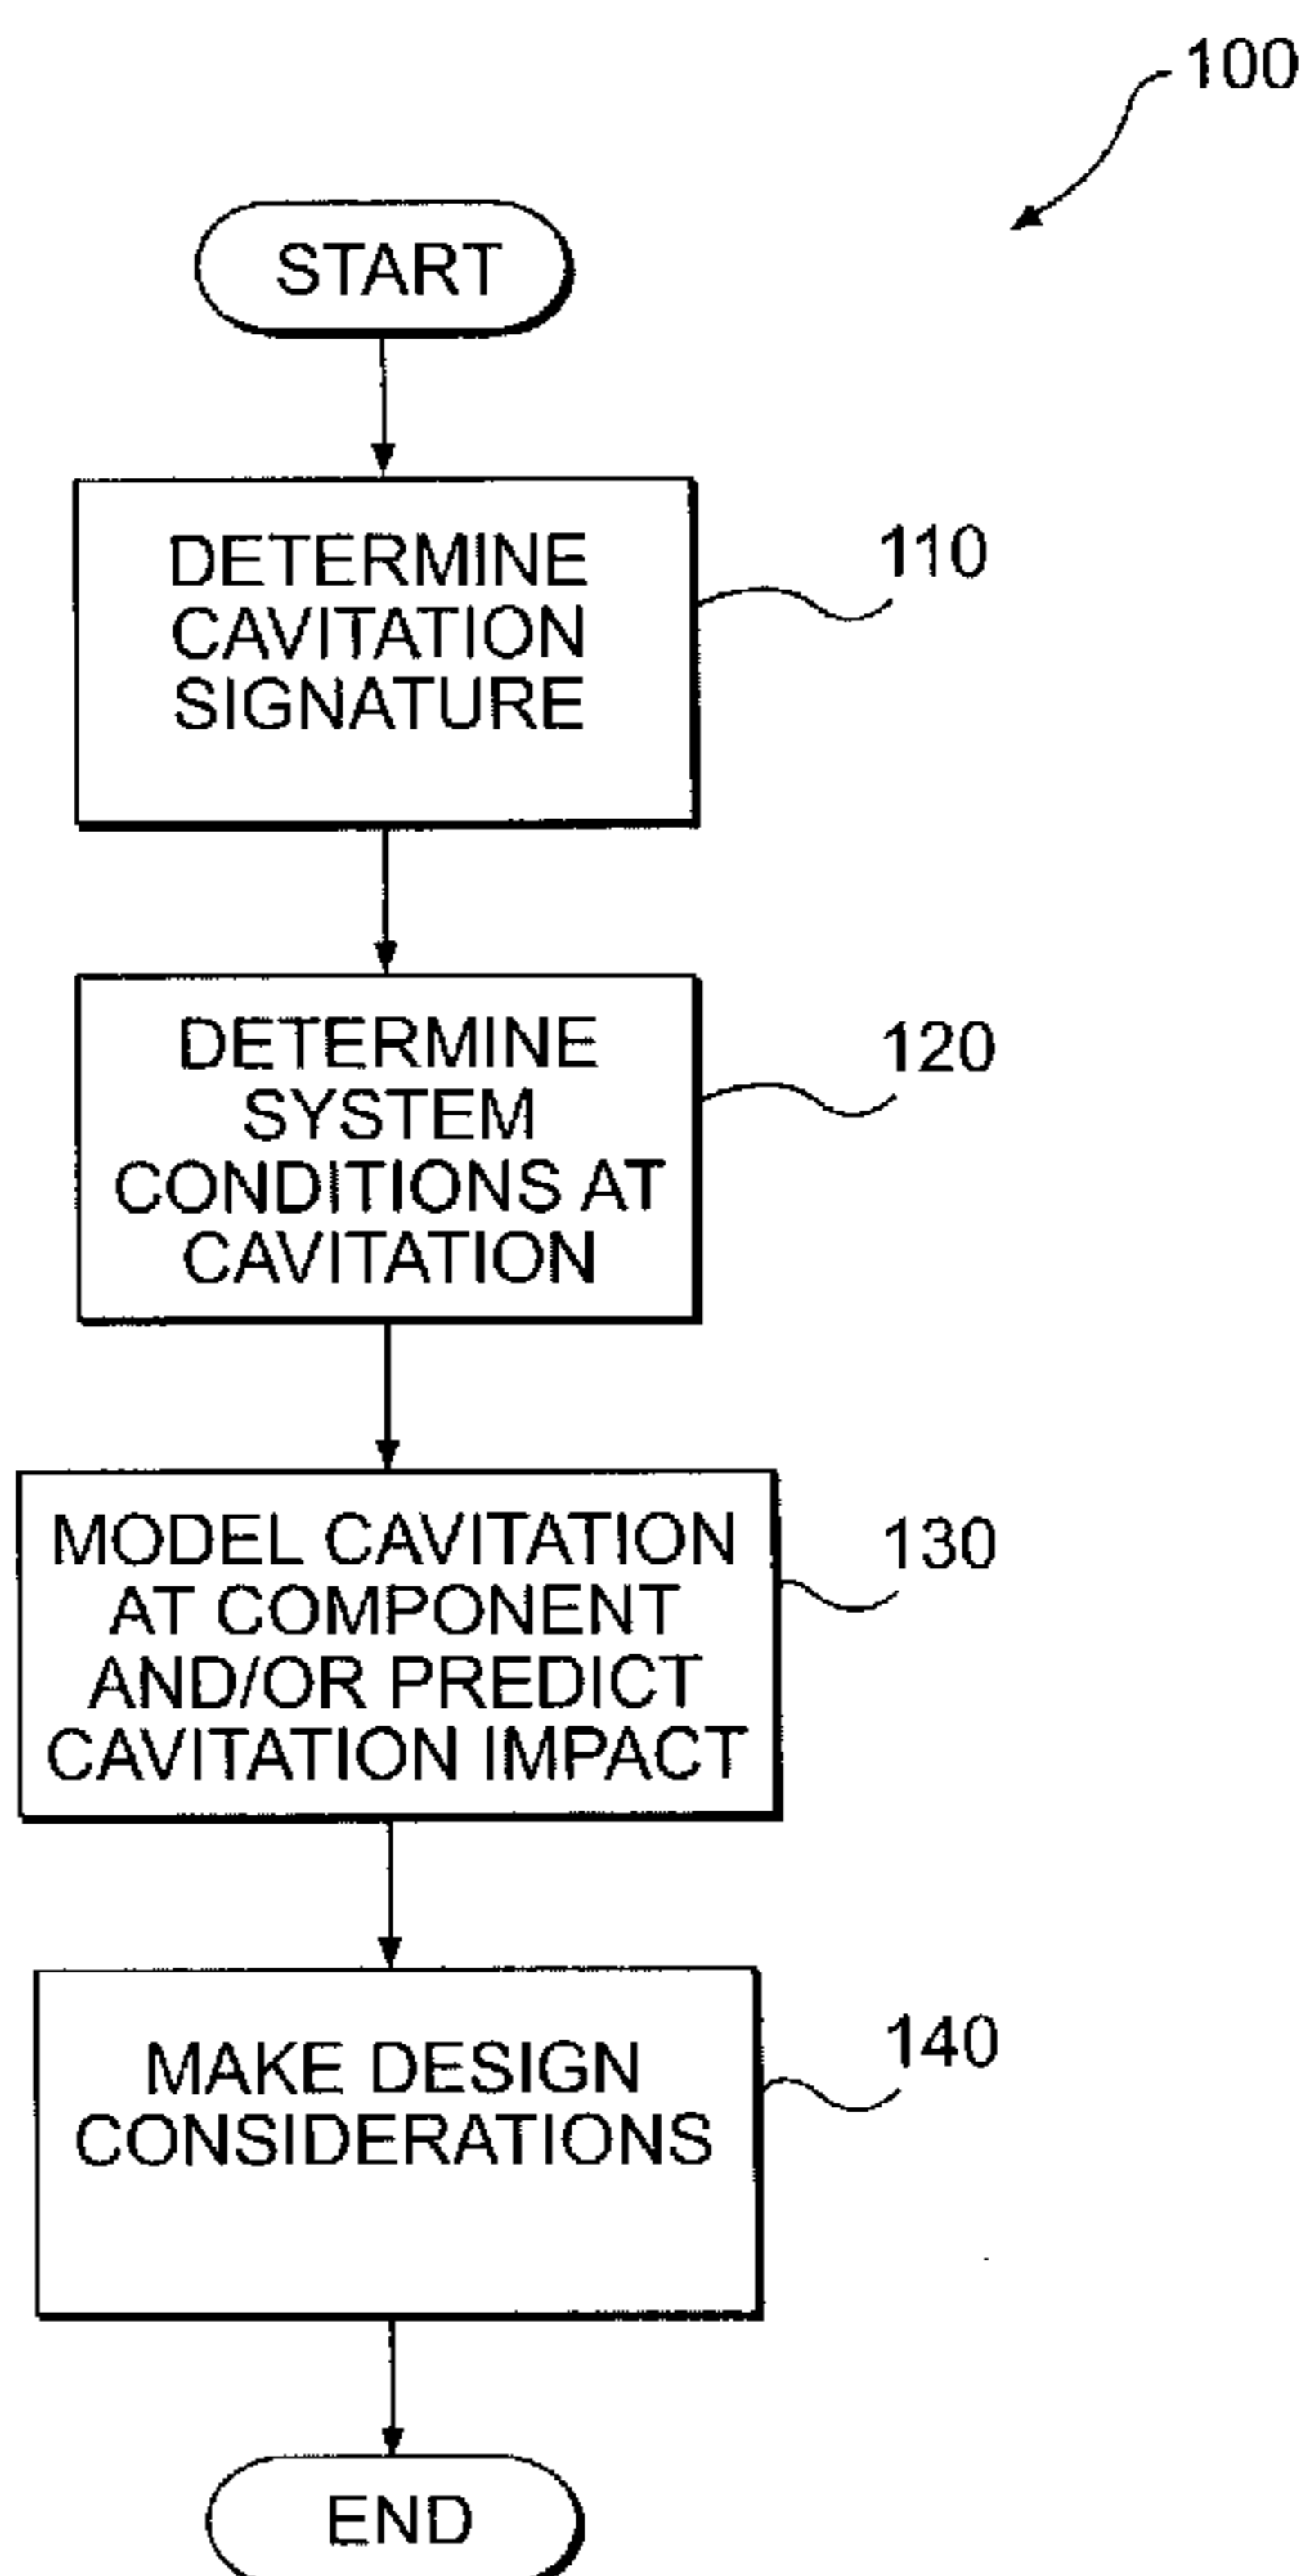 100
START
DETERMINE
CAVITATION
SIGNATURE
110
DETERMINE
SYSTEM
CONDITIONS AT
CAVITATION
120
MODEL CAVITATION
AT COMPONENT
AND/OR PREDICT
CAVITATION IMPACT
130
MAKE DESIGN
CONSIDERATIONS
140
END